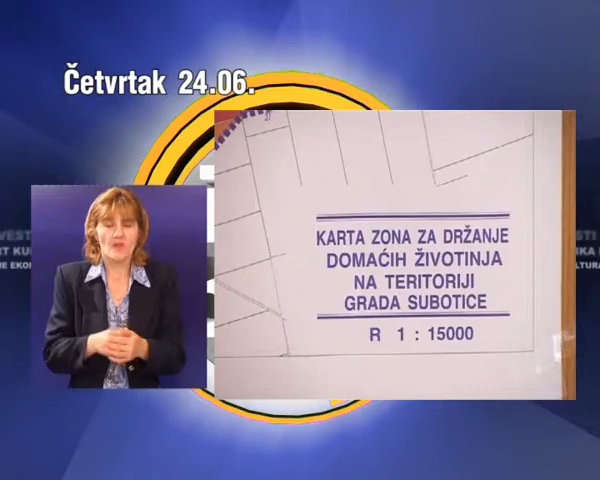 Četvrtak 24.06.
KARTA ZONA ZA DRŽANJE
DOMAĆIH ŽIVOTINJA
NA TERITORIJI
GRADA SUBOTICE
R 1 : 15000